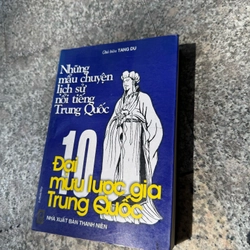 TANG DU
Những
mẩu chuyện
lịch sử
nổi tiếng
Trung Quốc
10
Đại
mưu lược gia
Trung Quốc
NHÀ XUẤT BẢN THANH NIÊN